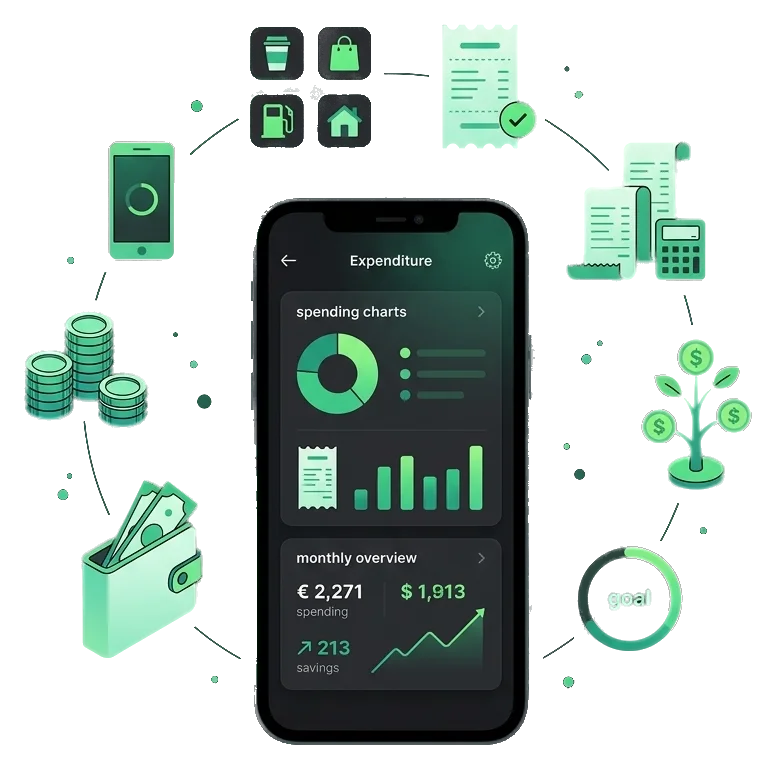 Expenditure
spending charts
monthly overview
€ 2,271
$ 1,913
spending
213
savings
$
$
$
goal